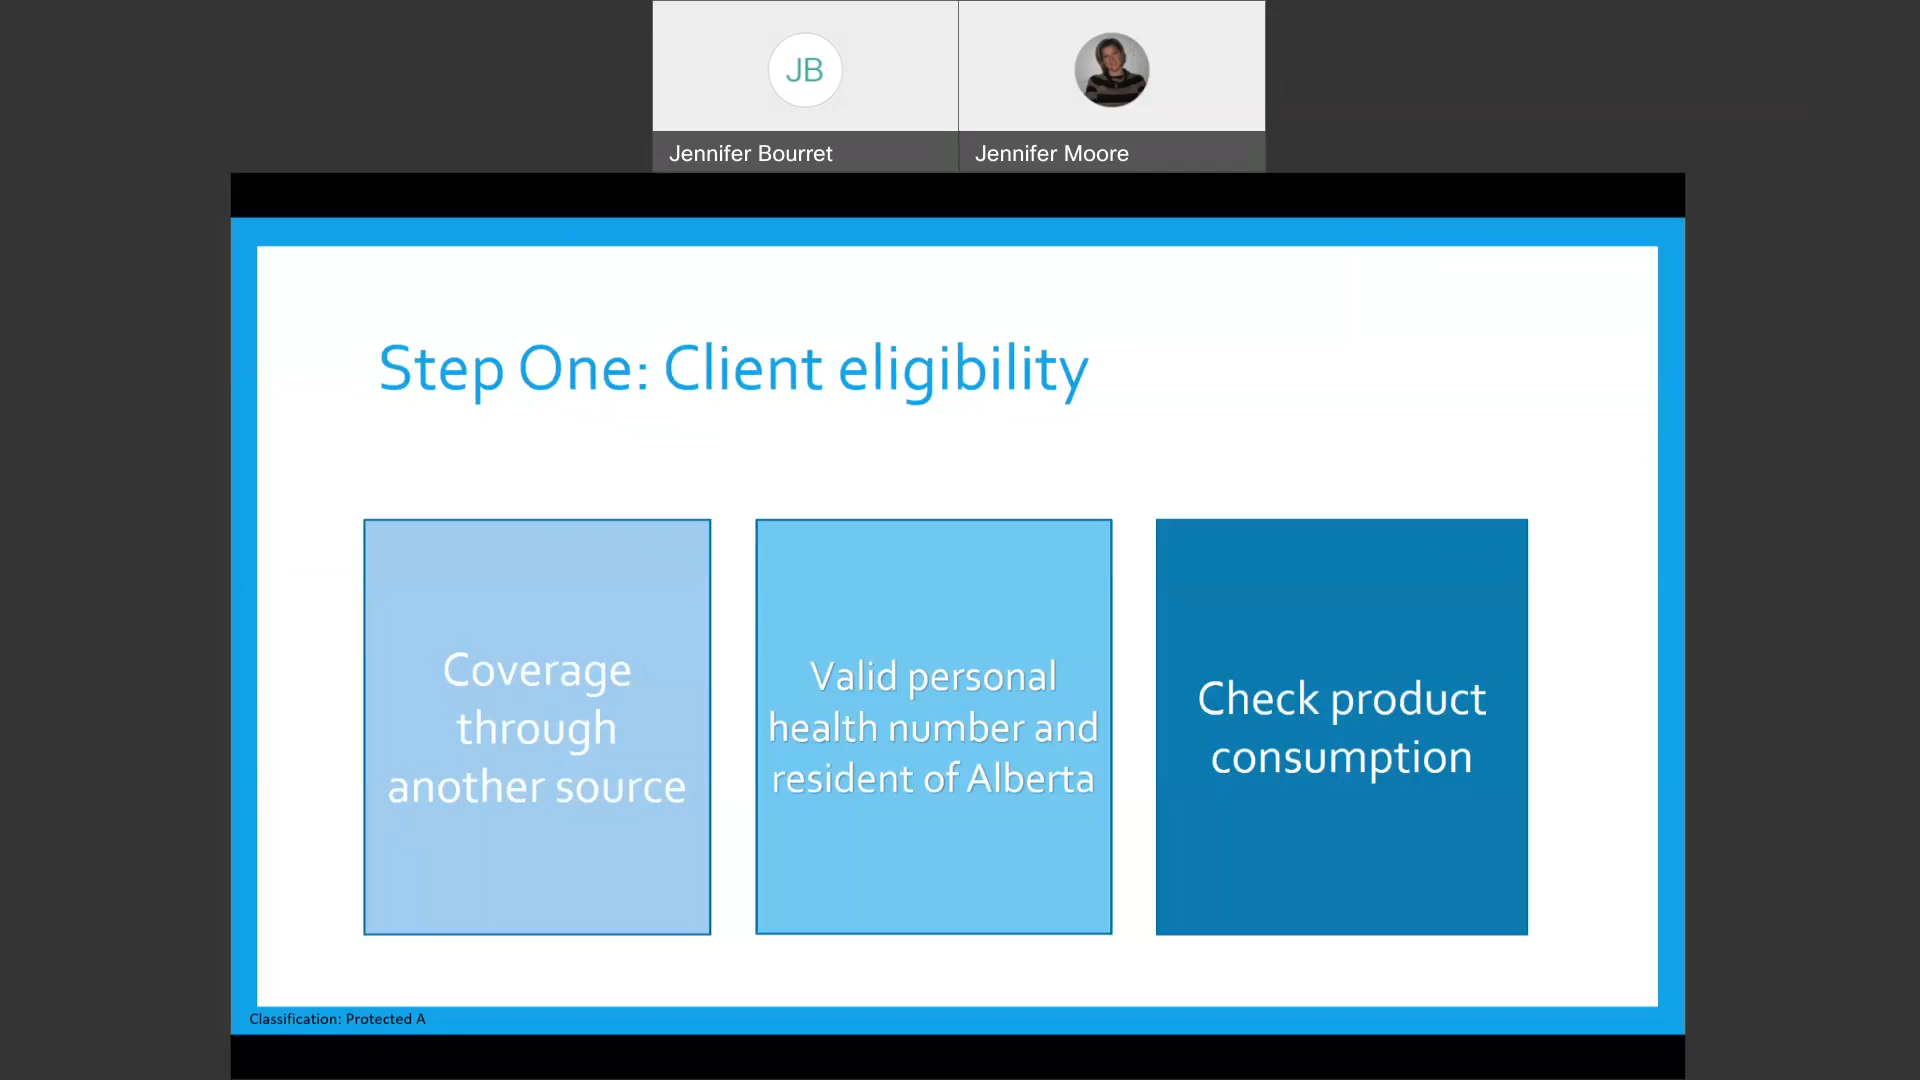 JB
Jennifer Bourret
Jennifer Moore
Step One: Client eligibility
Coverage
through
another source
Valid personal
health number and
resident of Alberta
Check product
consumption
Classification: Protected A